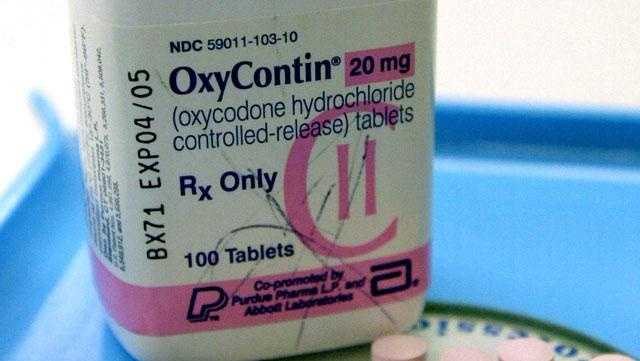 NDC 59011-103-10
OxyContin® 20 mg
(oxycodone hydrochloride
controlled-release) tablets
CII
Rx Only
100 Tablets
Co-promoted by
Purdue Pharma L.P. and
Abbott Laboratories
BX71 EXP04/05